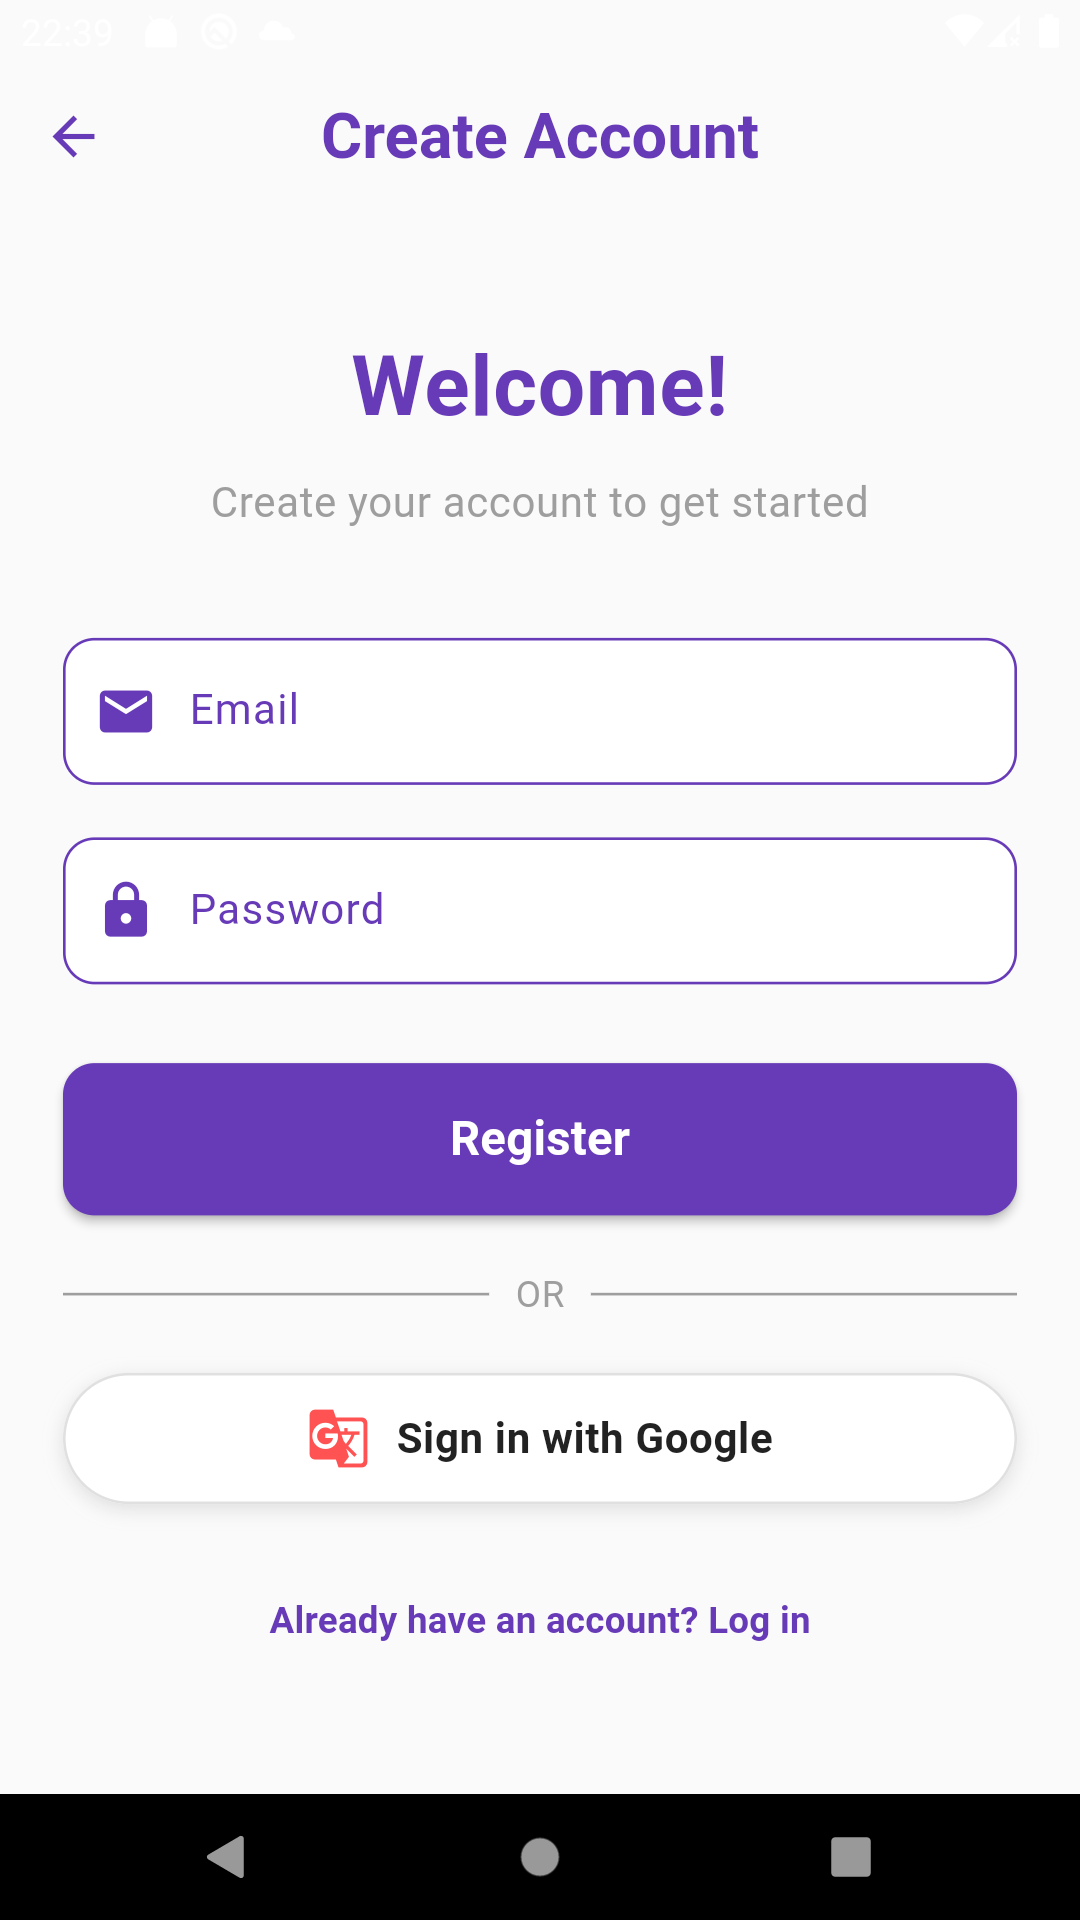 22:39
Create Account
Welcome!
Create your account to get started
Email
Password
Register
OR
Sign in with Google
Already have an account? Log in